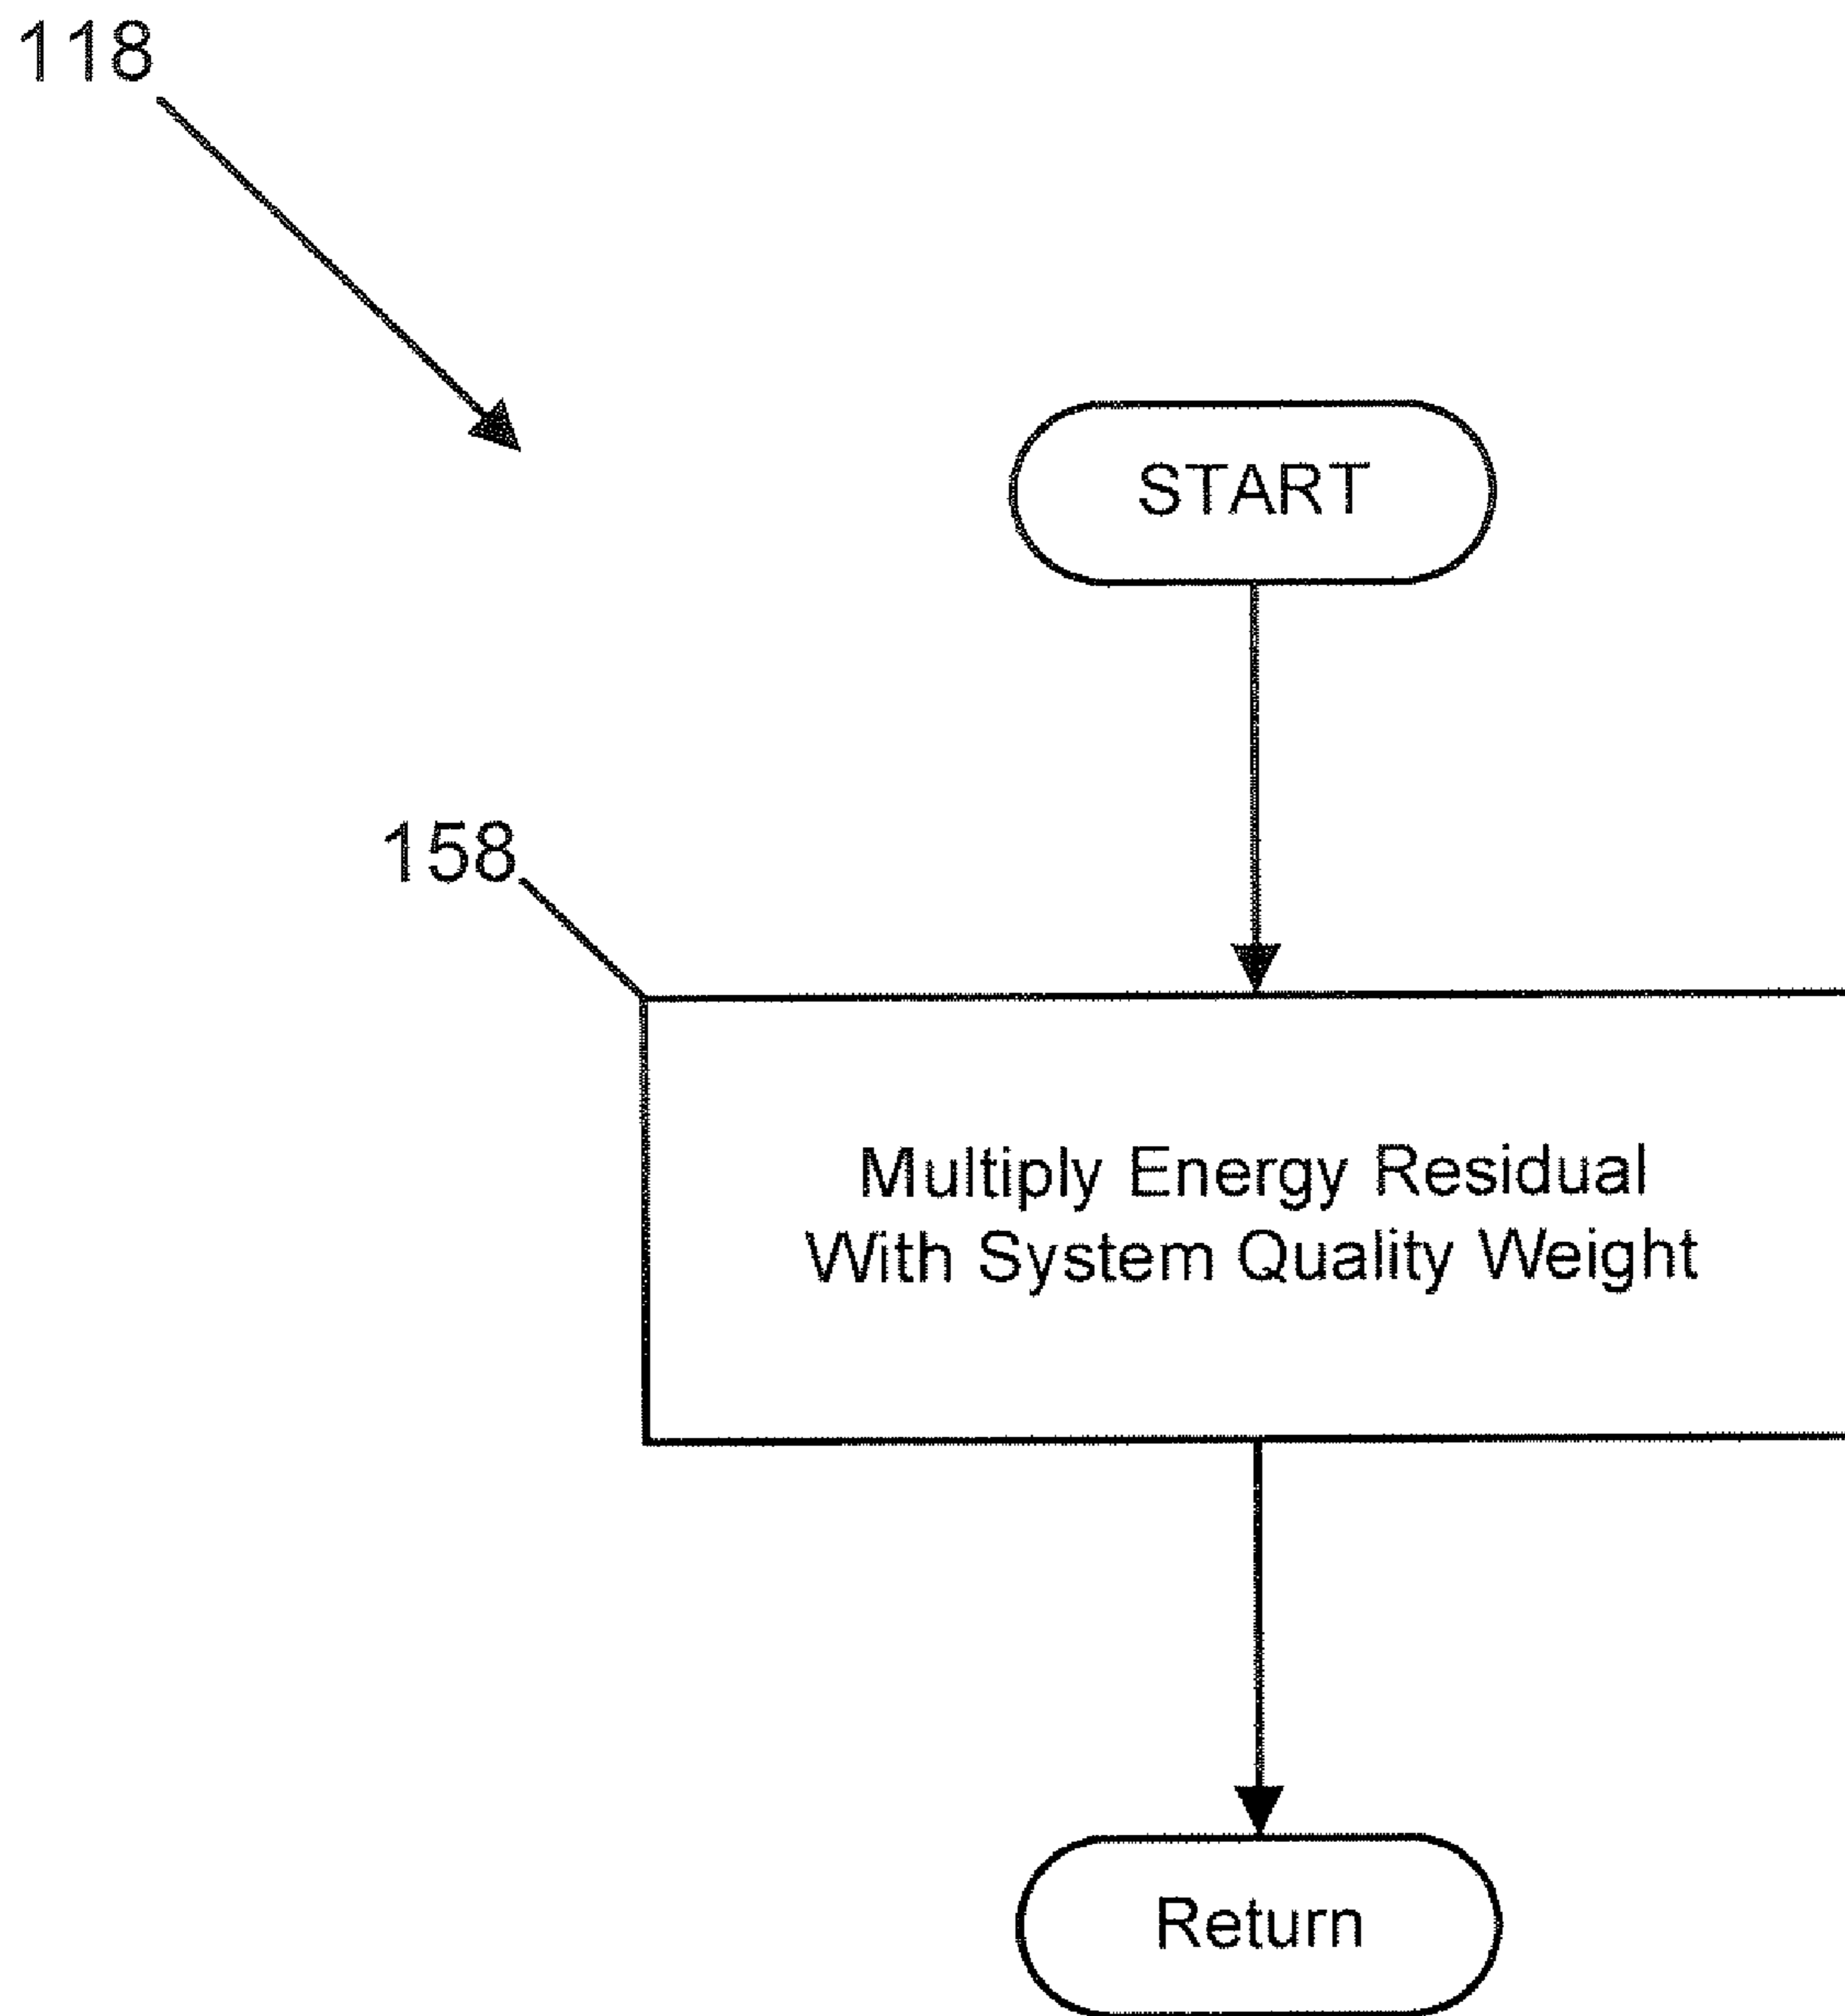 118
START
158
Multiply Energy Residual
With System Quality Weight
Return